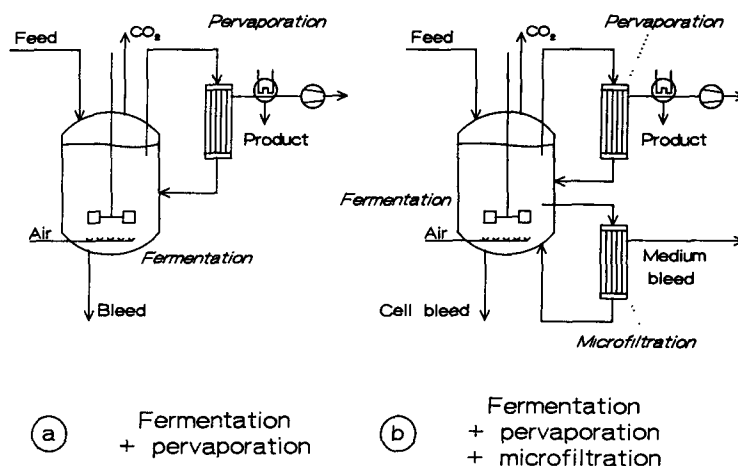 Pervaporation
CO₂
Feed
Product
Air
Fermentation
Bleed
Pervaporation
CO₂
Feed
Product
Fermentation
Air
Medium
bleed
Cell bleed
Microfiltration
a
Fermentation
+ pervaporation
b
Fermentation
+ pervaporation
+ microfiltration